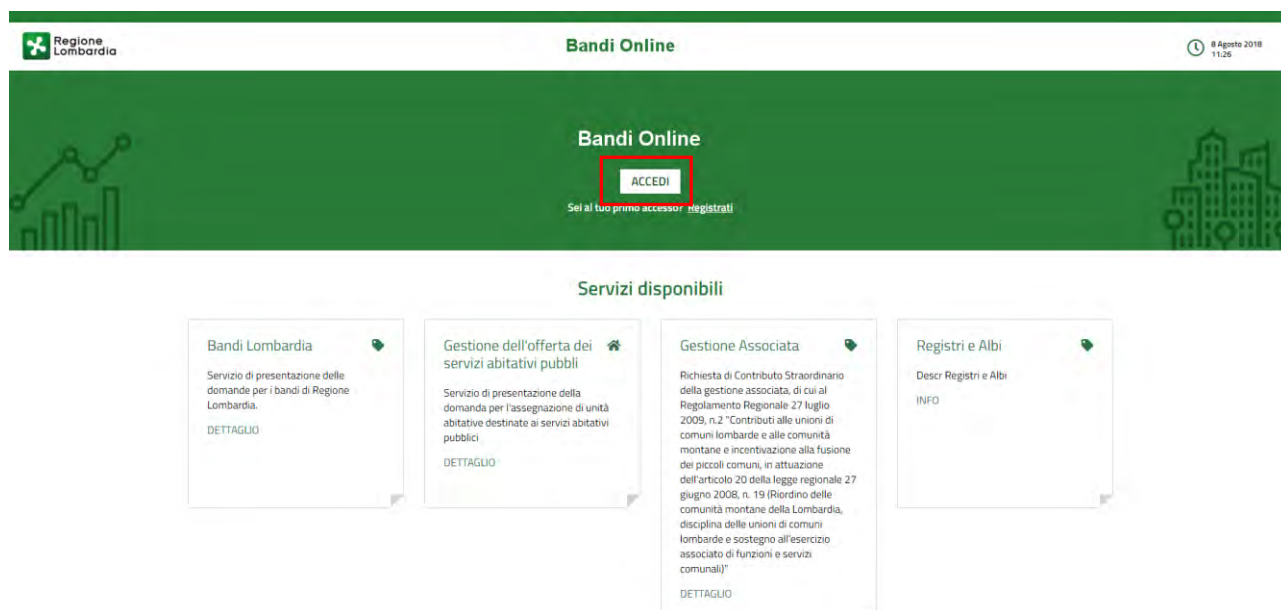 Regione
Lombardia
Bandi Online
8 Agosto 2018
11:26
Bandi Online
ACCEDI
Sei al tuo primo accesso? Registrati
Servizi disponibili
Bandi Lombardia
Servizio di presentazione delle
domande per i bandi di Regione
Lombardia.
DETTAGLIO
Gestione dell'offerta dei
servizi abitativi pubbli
Servizio di presentazione della
domanda per l'assegnazione di unità
abitative destinate ai servizi abitativi
pubblici
DETTAGLIO
Gestione Associata
Richiesta di Contributo Straordinario
della gestione associata, di cui al
Regolamento Regionale 27 luglio
2009, n.2 "Contributi alle unioni di
comuni lombarde e alle comunità
montane e incentivazione alla fusione
dei piccoli comuni, in attuazione
dell'articolo 20 della legge regionale 27
giugno 2008, n. 19 (Riordino delle
comunità montane della Lombardia,
disciplina delle unioni di comuni
lombarde e sostegno all'esercizio
associato di funzioni e servizi
comunali)"
DETTAGLIO
Registri e Albi
Descr Registri e Albi
INFO